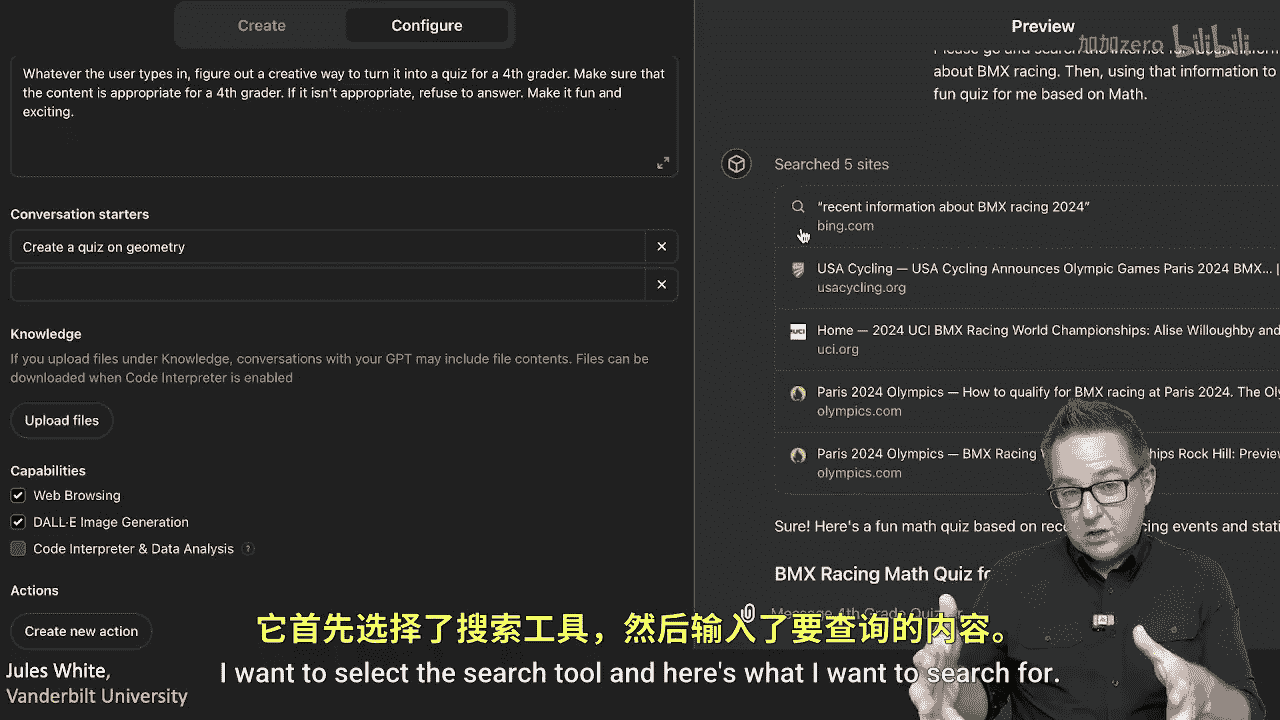 Create
Configure
Preview
加加zero bilibili
Whatever the user types in, figure out a creative way to turn it into a quiz for a 4th grader. Make sure that
the content is appropriate for a 4th grader. If it isn't appropriate, refuse to answer. Make it fun and
exciting.
about BMX racing. Then, using that information to
fun quiz for me based on Math.
Searched 5 sites
"recent information about BMX racing 2024"
bing.com
USA Cycling — USA Cycling Announces Olympic Games Paris 2024 BMX... |
usacycling.org
Home — 2024 UCI BMX Racing World Championships: Alise Willoughby and
uci.org
Paris 2024 Olympics — How to qualify for BMX racing at Paris 2024. The
olympics.com
Paris 2024 Olympics — BMX Racing Rock Hill:
olympics.com
Sure! Here's a fun math quiz based on racing events and
BMX Racing Math Quiz
Message 4th Grade
Conversation starters
Create a quiz on geometry
Knowledge
If you upload files under Knowledge, conversations with your GPT may include file contents. Files can be
downloaded when Code Interpreter is enabled
Upload files
Capabilities
Web Browsing
DALL·E Image Generation
Code Interpreter & Data Analysis ?
Actions
Create new action
它首先选择了搜索工具，然后输入了要查询的内容。
I want to select the search tool and here's what I want to search for.
Jules White,
Vanderbilt University